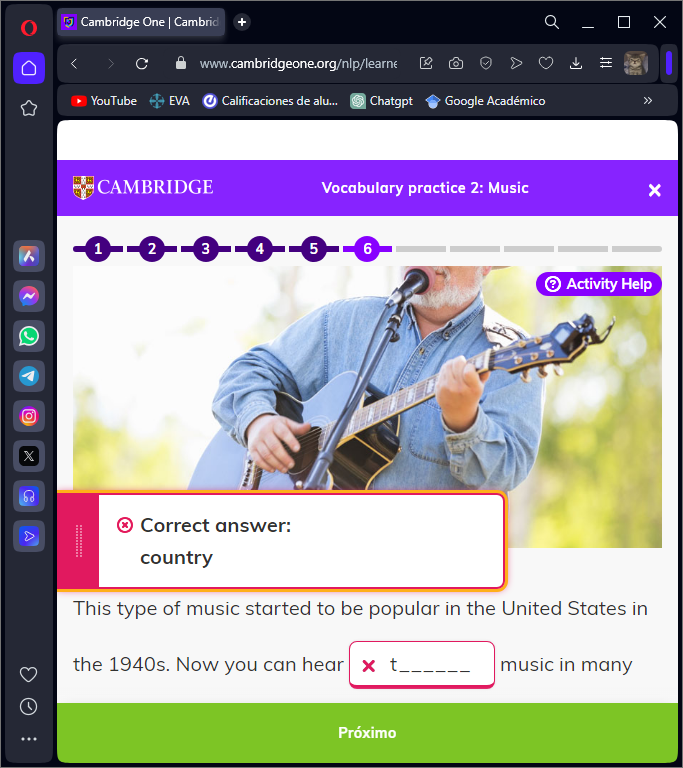 Cambridge One | Cambrid
www.cambridgeone.org/nlp/learne
YouTube
EVA
Calificaciones de alu...
Chatgpt
Google Académico
CAMBRIDGE
Vocabulary practice 2: Music
1 2 3 4 5 6
Activity Help
Correct answer:
country
This type of music started to be popular in the United States in
the 1940s. Now you can hear t______ music in many
Próximo